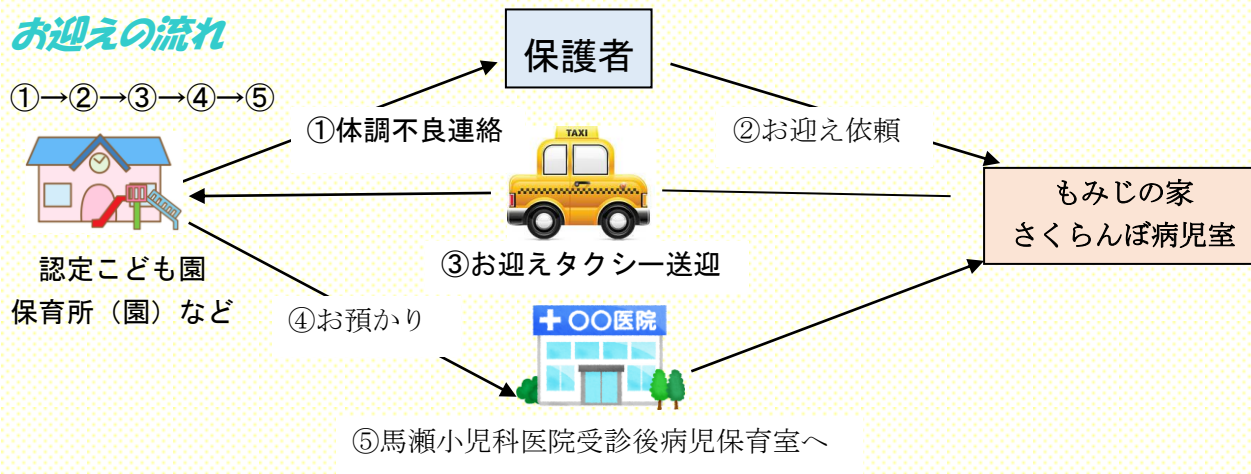 お迎えの流れ
①→②→③→④→⑤
保護者
①体調不良連絡
②お迎え依頼
TAXI
もみじの家
さくらんぼ病児室
③お迎えタクシー送迎
認定こども園
保育所（園）など
④お預かり
＋〇〇医院
⑤馬瀬小児科医院受診後病児保育室へ